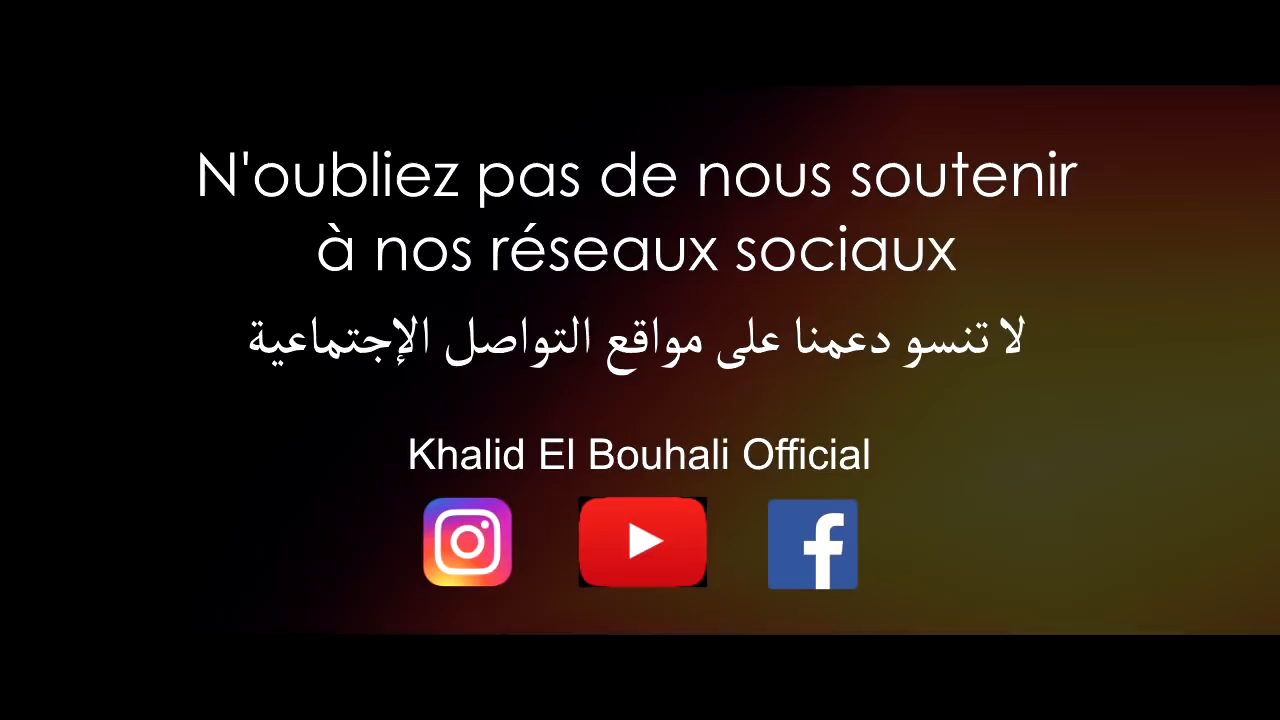 N'oubliez pas de nous soutenir
à nos réseaux sociaux
لا تنسو دعمنا على مواقع التواصل الإجتماعية
Khalid El Bouhali Official